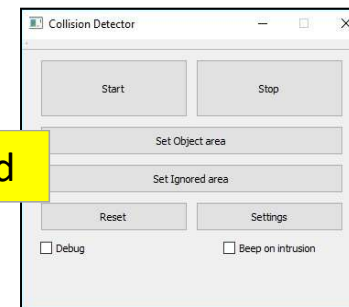 Collision Detector
Start Stop
Set Object area
d
Set Ignored area
Reset Settings
Debug Beep on intrusion